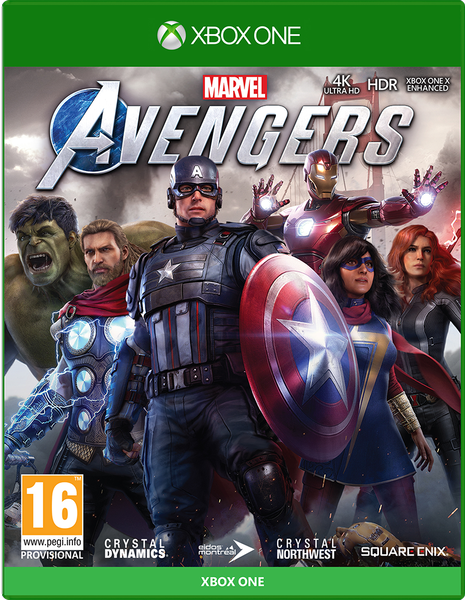 XBOX ONE
MARVEL
4K
ULTRA HD
HDR
XBOX ONE X
ENHANCED
AVENGERS
A
16
www.pegi.info
PROVISIONAL
CRYSTAL
DYNAMICS
eidos
montréal
CRYSTAL
NORTHWEST
SQUARE ENIX
XBOX ONE